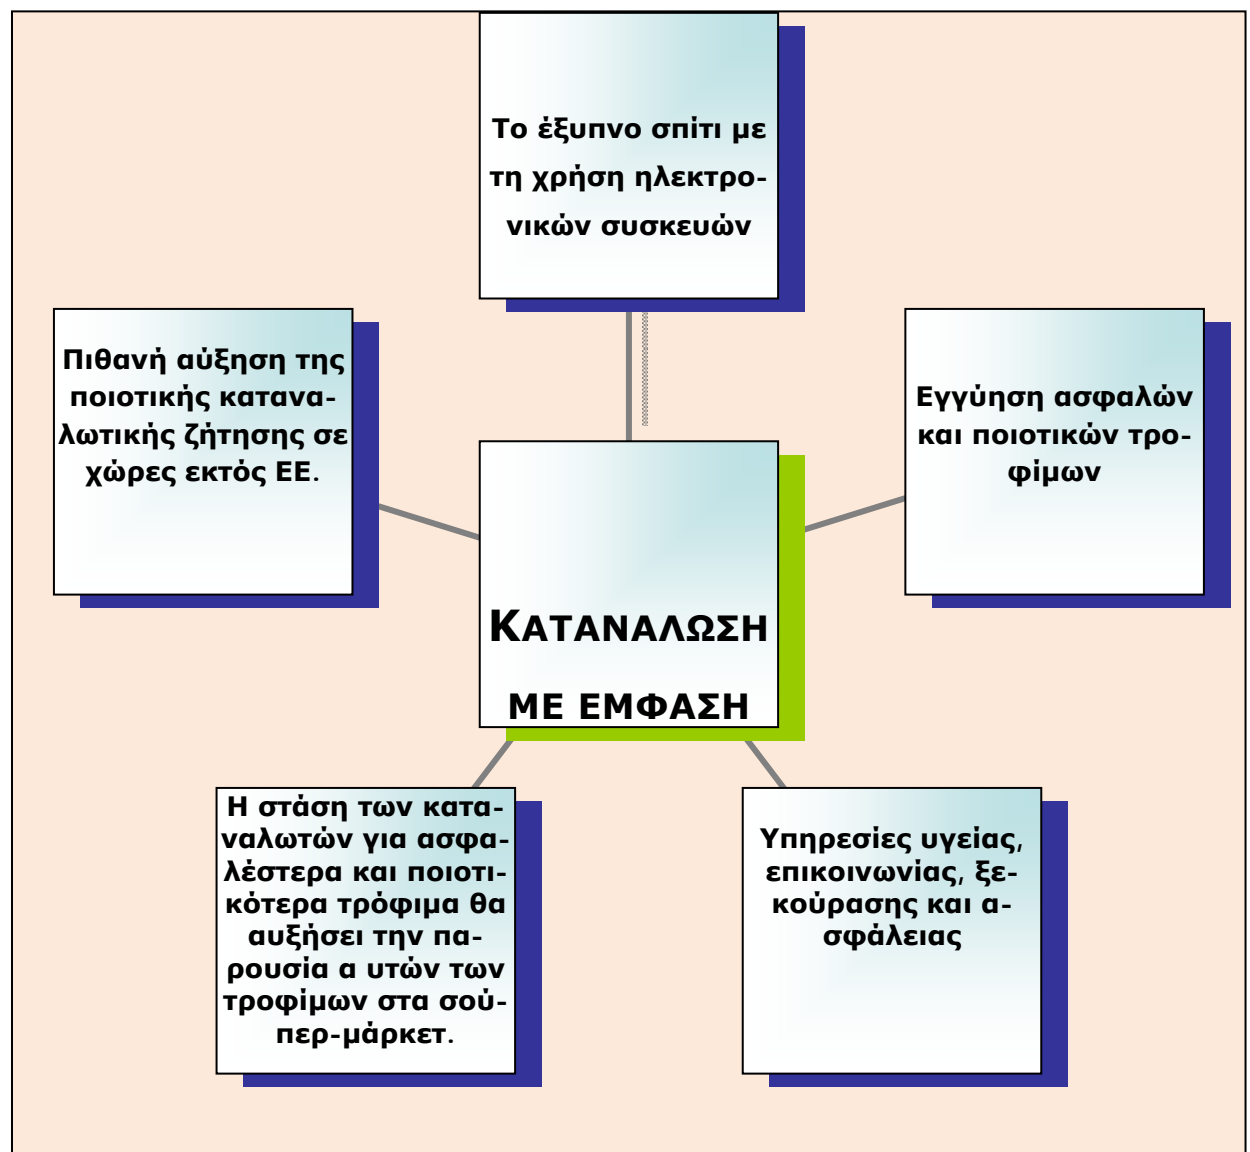 Το έξυπνο σπίτι με
τη χρήση ηλεκτρο-
νικών συσκευών
Πιθανή αύξηση της
ποιοτικής κατανα-
λωτικής ζήτησης σε
χώρες εκτός ΕΕ.
Εγγύηση ασφαλών
και ποιοτικών τρο-
φίμων
ΚΑΤΑΝΑΛΩΣΗ
ΜΕ ΕΜΦΑΣΗ
Η στάση των κατα-
ναλωτών για ασφα-
λέστερα και ποιοτι-
κότερα τρόφιμα θα
αυξήσει την πα-
ρουσία α υτών των
τροφίμων στα σού-
περ-μάρκετ.
Υπηρεσίες υγείας,
επικοινωνίας, ξε-
κούρασης και α-
σφάλειας